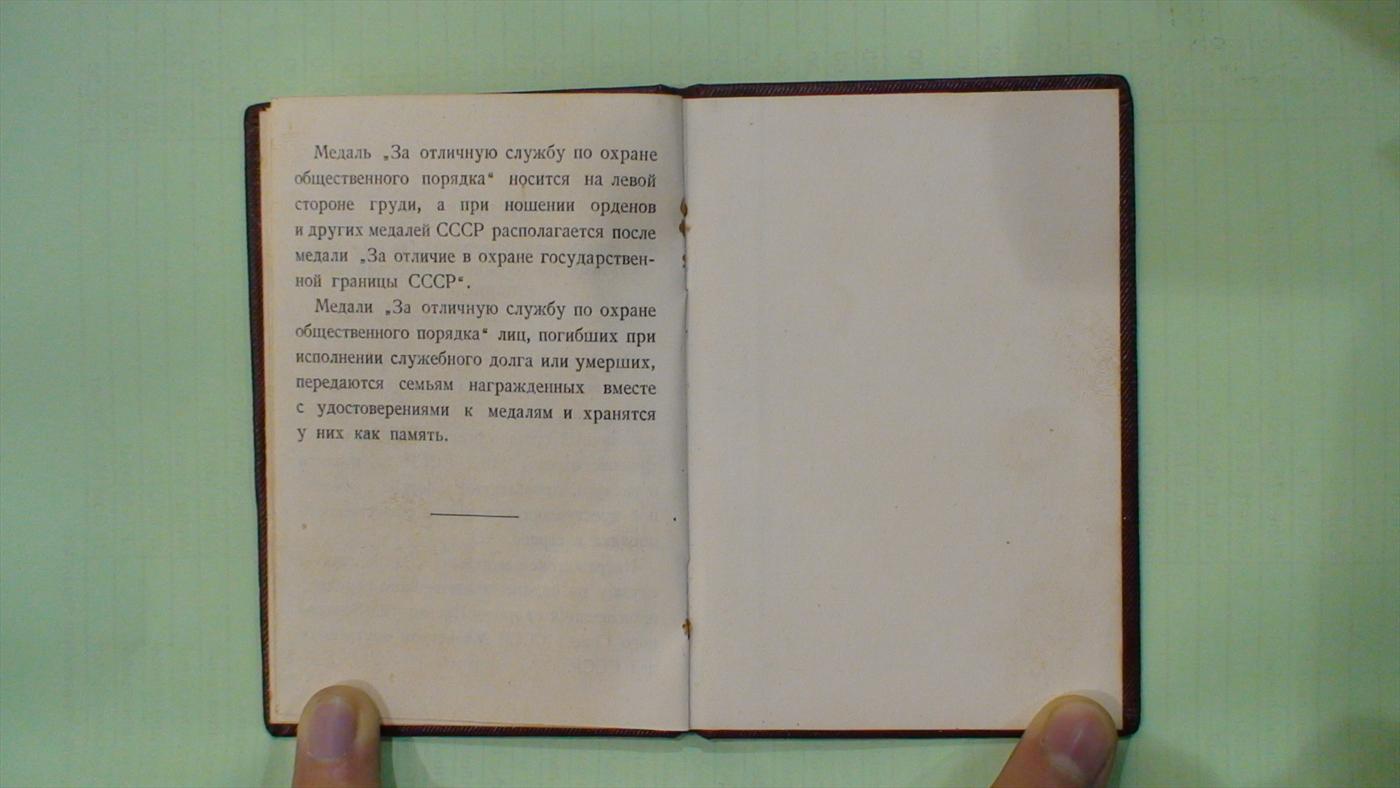 Медаль „За отличную службу по охране
общественного порядка“ носится на левой
стороне груди, а при ношении орденов
и других медалей СССР располагается после
медали „За отличие в охране государствен-
ной границы СССР“.
Медали „За отличную службу по охране
общественного порядка“ лиц, погибших при
исполнении служебного долга или умерших,
передаются семьям награжденных вместе
с удостоверениями к медалям и хранятся
у них как память.